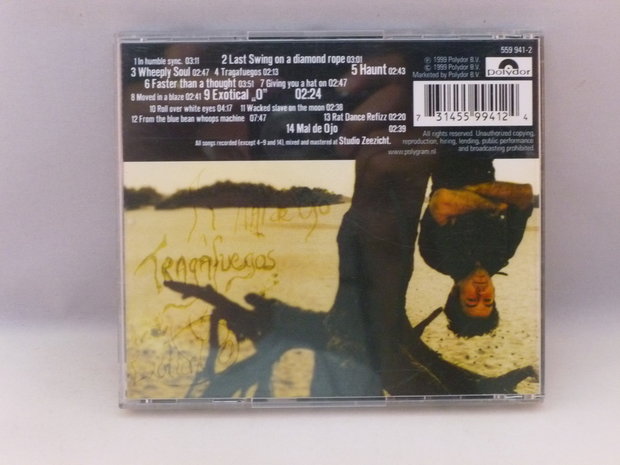 1 In humble sync. 03:11 2 Last Swing on a diamond rope 03:01
3 Wheeply Soul 02:47 4 Tragafuegos 02:13 5 Haunt 02:43
6 Faster than a thought 03:51 7 Giving you a hat on 02:47
8 Moved in a blaze 02:41 9 Exotical „O" 02:24
10 Roll over white eyes 04:17 11 Wacked slave on the moon 02:38
12 From the blue bean whoops machine 07:47 13 Rat Dance Refizz 02:20
14 Mal de Ojo 02:39
All songs recorded (except 4-9 and 14), mixed and mastered at Studio Zeezicht.
559 941-2
℗ 1999 Polydor B.V.
© 1999 Polydor B.V.
Marketed by Polydor B.V.
Polydor
7 31455 99412 4
All rights reserved. Unauthorized copying,
reproduction, hiring, lending, public performance
and broadcasting prohibited.
www.polygram.nl
Tragafuegos